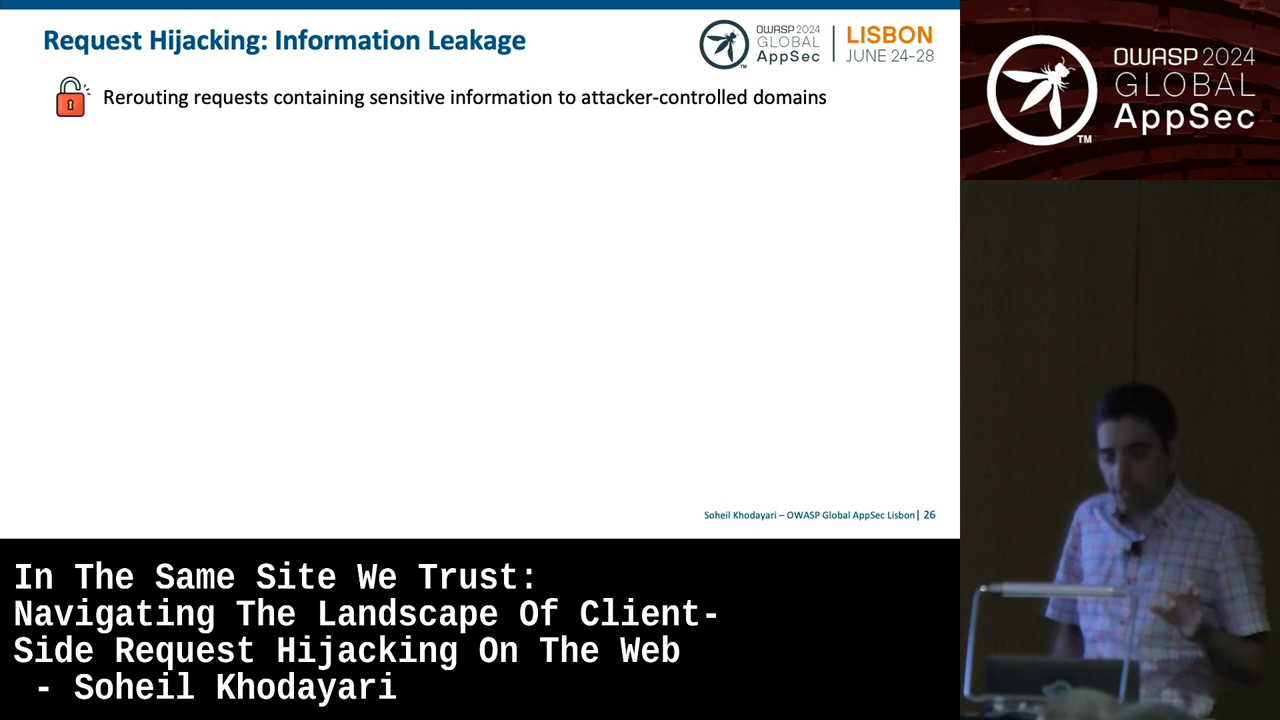 Request Hijacking: Information Leakage
OWASP 2024
GLOBAL
AppSec
TM
LISBON
JUNE 24-28
Rerouting requests containing sensitive information to attacker-controlled domains
Soheil Khodayari – OWASP Global AppSec Lisbon| 26
OWASP 2024
GLOBAL
AppSec
TM
In The Same Site We Trust:
Navigating The Landscape Of Client-
Side Request Hijacking On The Web
- Soheil Khodayari